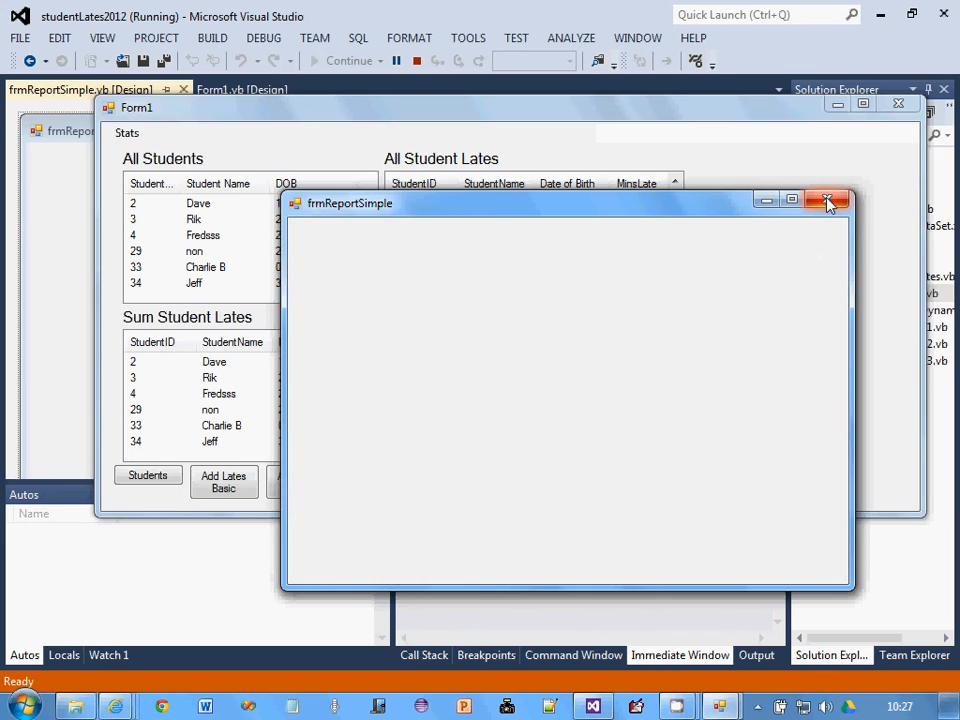 studentLates2012 (Running) - Microsoft Visual Studio
Quick Launch (Ctrl+Q)
FILE EDIT VIEW PROJECT BUILD DEBUG TEAM SQL FORMAT TOOLS TEST ANALYZE WINDOW HELP
Continue
frmReportSimple.vb [Design] Form1.vb [Design] Solution Explorer
frmRepor
Form1
Stats
All Students All Student Lates
Student... Student Name DOB StudentID StudentName Date of Birth MinsLate
2 Dave
3 Rik
4 Fredsss
29 non
33 Charlie B
34 Jeff
frmReportSimple
Sum Student Lates
StudentID StudentName
2 Dave
3 Rik
4 Fredsss
29 non
33 Charlie B
34 Jeff
Students Add Lates Basic
Autos
Name
Autos Locals Watch 1 Call Stack Breakpoints Command Window Immediate Window Output Solution Expl... Team Explorer
Ready
10:27